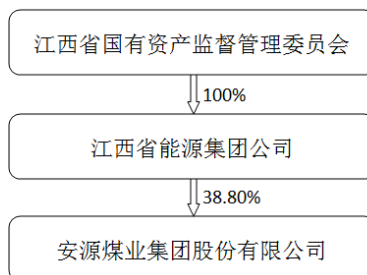 江西省国有资产监督管理委员会
100%
江西省能源集团公司
38.80%
安源煤业集团股份有限公司